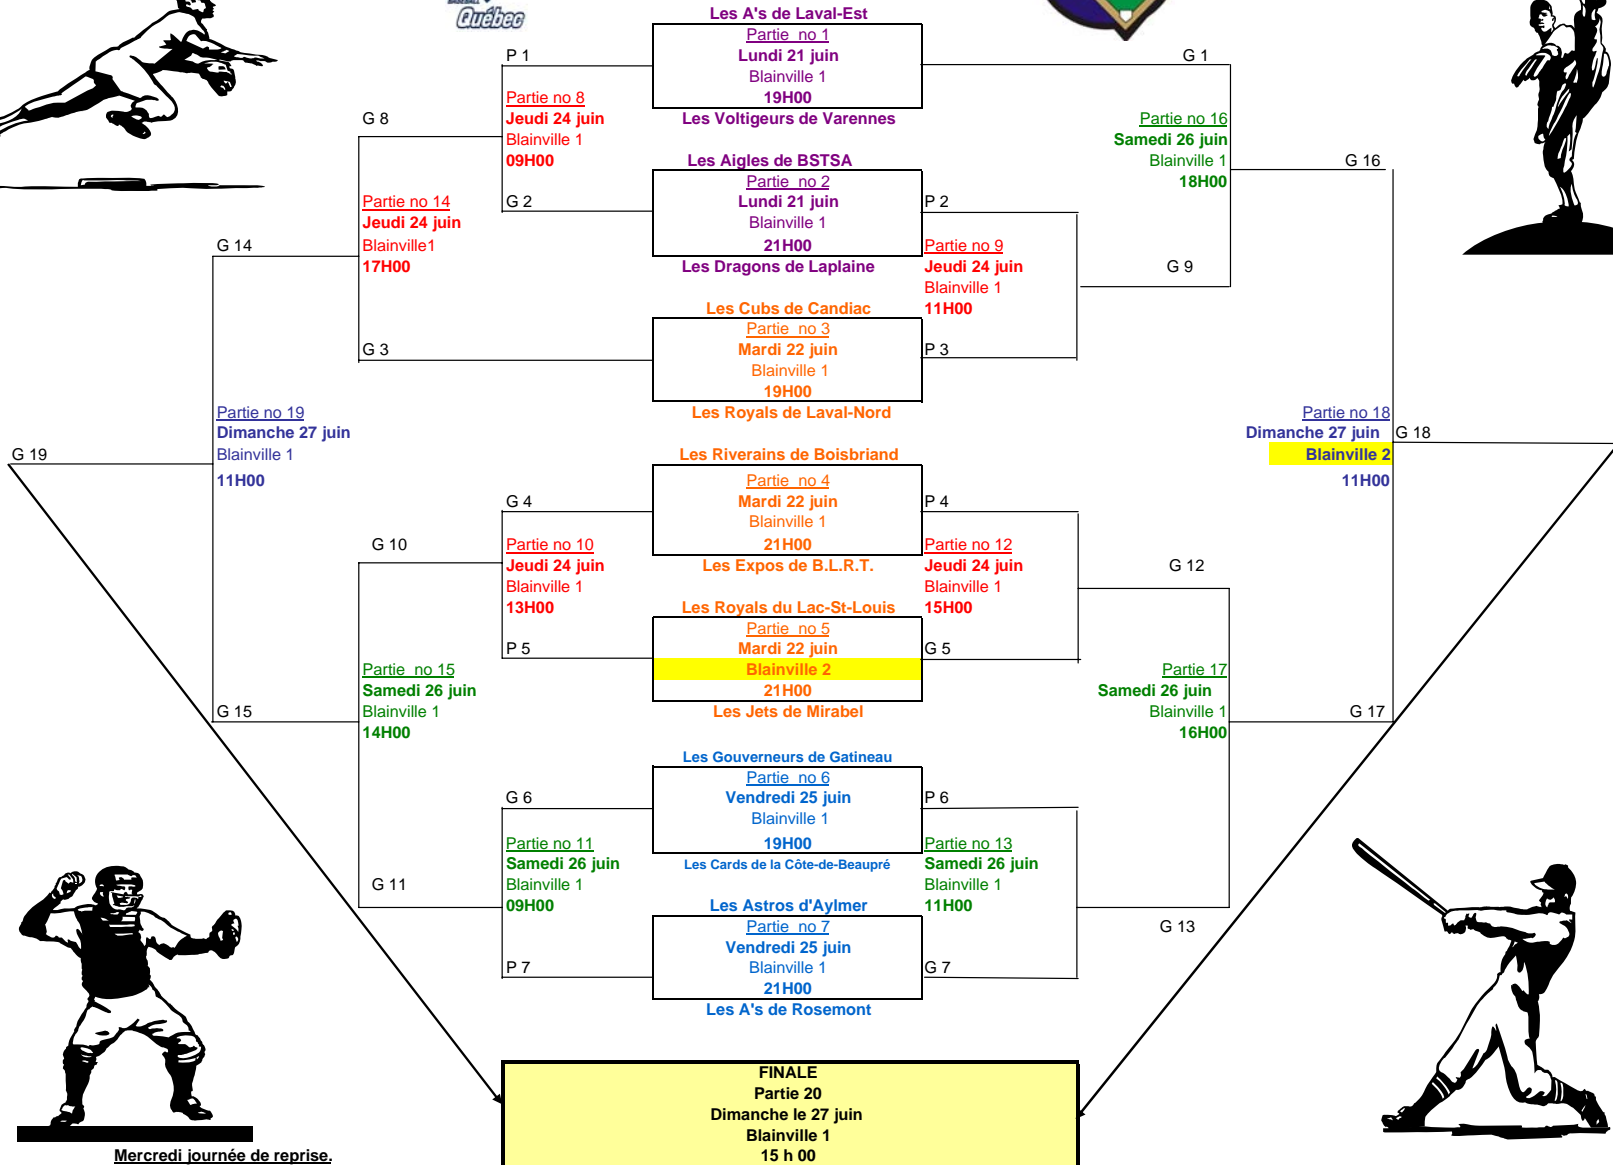 BASEBALL
Québec
Les A's de Laval-Est
Partie no 1
Lundi 21 juin
Blainville 1
19H00
Les Voltigeurs de Varennes
P 1
G 1
Partie no 8
Jeudi 24 juin
Blainville 1
09H00
G 8
Partie no 16
Samedi 26 juin
Blainville 1
18H00
G 16
Les Aigles de BSTSA
Partie no 2
Lundi 21 juin
Blainville 1
21H00
Les Dragons de Laplaine
G 2
P 2
Partie no 14
Jeudi 24 juin
Blainville1
17H00
G 14
Partie no 9
Jeudi 24 juin
Blainville 1
11H00
G 9
Les Cubs de Candiac
Partie no 3
Mardi 22 juin
Blainville 1
19H00
Les Royals de Laval-Nord
G 3
P 3
Partie no 19
Dimanche 27 juin
Blainville 1
11H00
G 19
Partie no 18
Dimanche 27 juin
Blainville 2
11H00
G 18
Les Riverains de Boisbriand
Partie no 4
Mardi 22 juin
Blainville 1
21H00
Les Expos de B.L.R.T.
G 4
P 4
G 10
Partie no 10
Jeudi 24 juin
Blainville 1
13H00
Partie no 12
Jeudi 24 juin
Blainville 1
15H00
G 12
Les Royals du Lac-St-Louis
Partie no 5
Mardi 22 juin
Blainville 2
21H00
Les Jets de Mirabel
P 5
G 5
Partie no 15
Samedi 26 juin
Blainville 1
14H00
G 15
Partie 17
Samedi 26 juin
Blainville 1
16H00
G 17
Les Gouverneurs de Gatineau
Partie no 6
Vendredi 25 juin
Blainville 1
19H00
Les Cards de la Côte-de-Beaupré
G 6
P 6
Partie no 11
Samedi 26 juin
Blainville 1
09H00
G 11
Partie no 13
Samedi 26 juin
Blainville 1
11H00
G 13
Les Astros d'Aylmer
Partie no 7
Vendredi 25 juin
Blainville 1
21H00
Les A's de Rosemont
P 7
G 7
FINALE
Partie 20
Dimanche le 27 juin
Blainville 1
15 h 00
Mercredi journée de reprise.